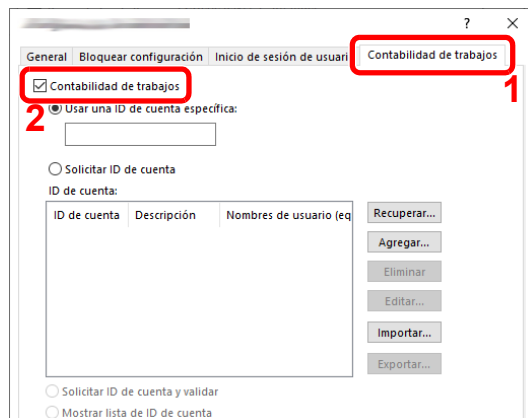 ? ×
General Bloquear configuración Inicio de sesión de usuari Contabilidad de trabajos
1
Contabilidad de trabajos
2
Usar una ID de cuenta específica:
Solicitar ID de cuenta
ID de cuenta:
ID de cuenta Descripción Nombres de usuario (eq
Recuperar...
Agregar...
Eliminar
Editar...
Importar...
Exportar...
Solicitar ID de cuenta y validar
Mostrar lista de ID de cuenta